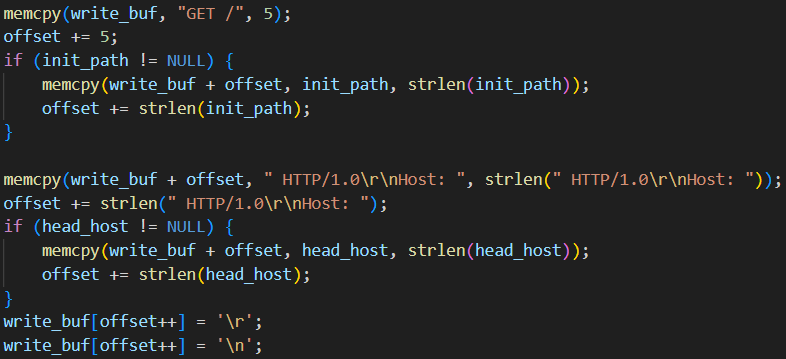 memcpy(write_buf, "GET /", 5);
offset += 5;
if (init_path != NULL) {
    memcpy(write_buf + offset, init_path, strlen(init_path));
    offset += strlen(init_path);
}

memcpy(write_buf + offset, " HTTP/1.0\r\nHost: ", strlen(" HTTP/1.0\r\nHost: "));
offset += strlen(" HTTP/1.0\r\nHost: ");
if (head_host != NULL) {
    memcpy(write_buf + offset, head_host, strlen(head_host));
    offset += strlen(head_host);
}
write_buf[offset++] = '\r';
write_buf[offset++] = '\n';